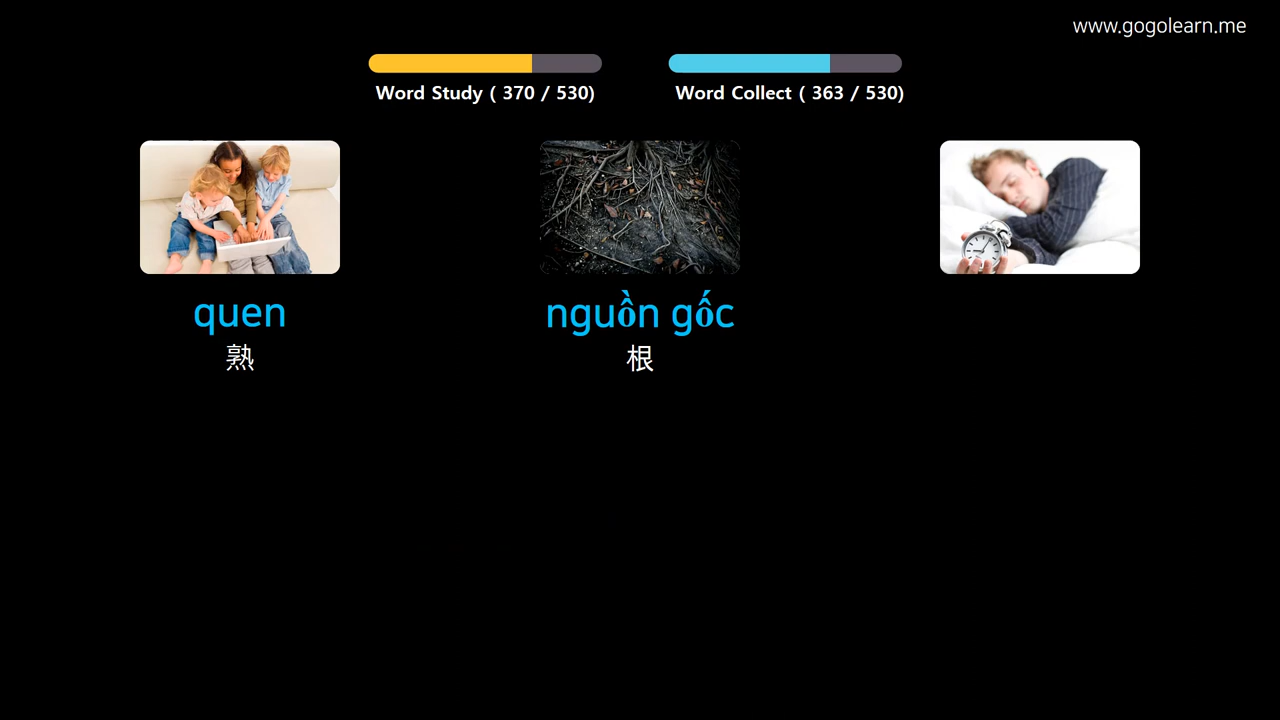 www.gogolearn.me
Word Study ( 370 / 530)
Word Collect ( 363 / 530)
quen
nguồn gốc
熟
根